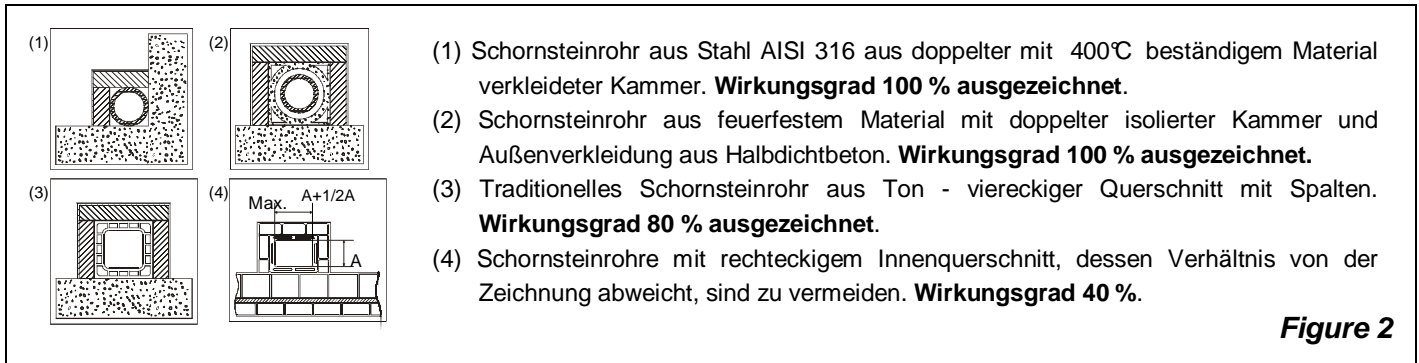 (1)
(2)
(3)
(4)
Max. A+1/2A
A
(1) Schornsteinrohr aus Stahl AISI 316 aus doppelter mit 400℃ beständigem Material
verkleideter Kammer. Wirkungsgrad 100 % ausgezeichnet.
(2) Schornsteinrohr aus feuerfestem Material mit doppelter isolierter Kammer und
Außenverkleidung aus Halbdichtbeton. Wirkungsgrad 100 % ausgezeichnet.
(3) Traditionelles Schornsteinrohr aus Ton - viereckiger Querschnitt mit Spalten.
Wirkungsgrad 80 % ausgezeichnet.
(4) Schornsteinrohre mit rechteckigem Innenquerschnitt, dessen Verhältnis von der
Zeichnung abweicht, sind zu vermeiden. Wirkungsgrad 40 %.
Figure 2